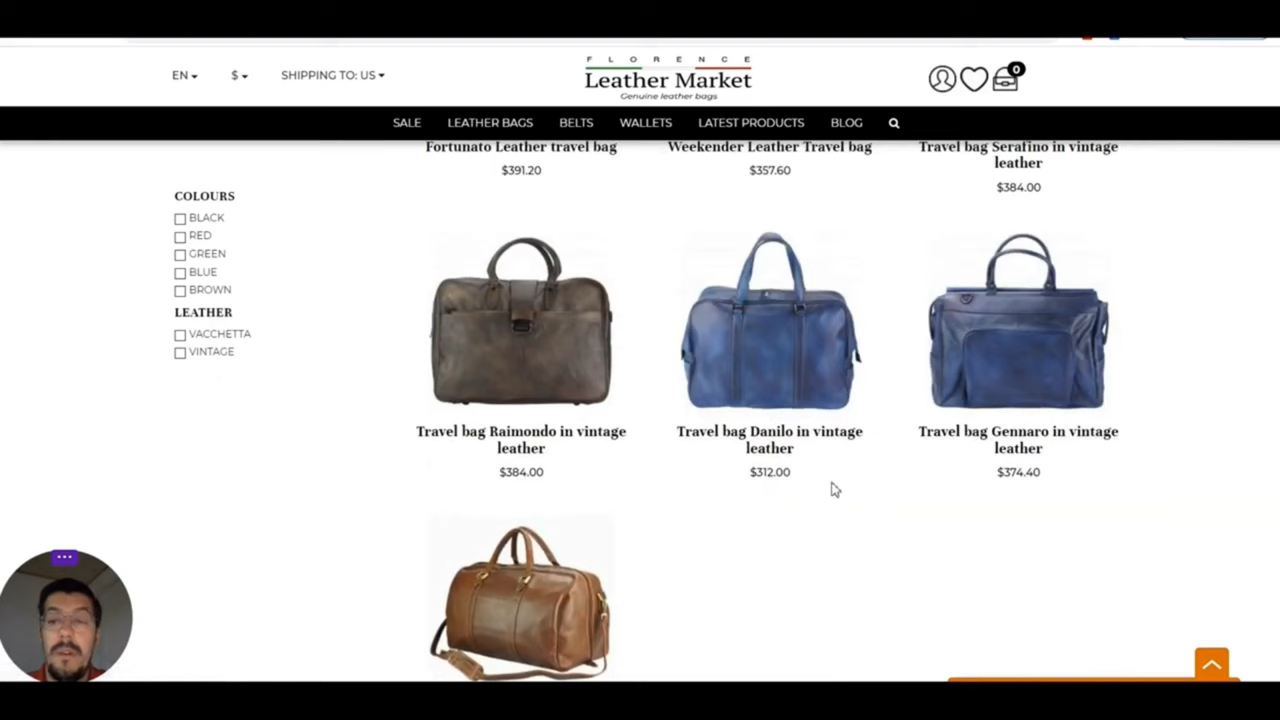 EN
$
SHIPPING TO: US
FLORENCE
Leather Market
Genuine leather bags
0
SALE
LEATHER BAGS
BELTS
WALLETS
LATEST PRODUCTS
BLOG
Fortunato Leather travel bag
$391.20
Weekender Leather Travel bag
$357.60
Travel bag Serafino in vintage
leather
$384.00
COLOURS
BLACK
RED
GREEN
BLUE
BROWN
LEATHER
VACCHETTA
VINTAGE
Travel bag Raimondo in vintage
leather
$384.00
Travel bag Danilo in vintage
leather
$312.00
Travel bag Gennaro in vintage
leather
$374.40